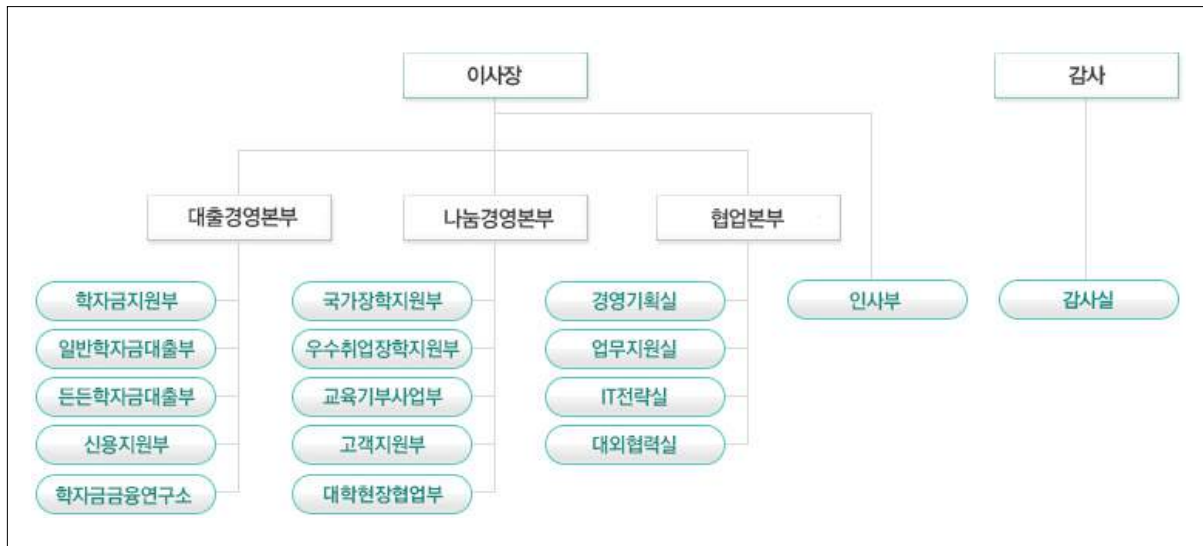 이사장
감사
대출경영본부
나눔경영본부
협업본부
학자금지원부
국가장학지원부
경영기획실
인사부
감사실
일반학자금대출부
우수취업장학지원부
업무지원실
든든학자금대출부
교육기부사업부
IT전략실
신용지원부
고객지원부
대외협력실
학자금금융연구소
대학현장협업부